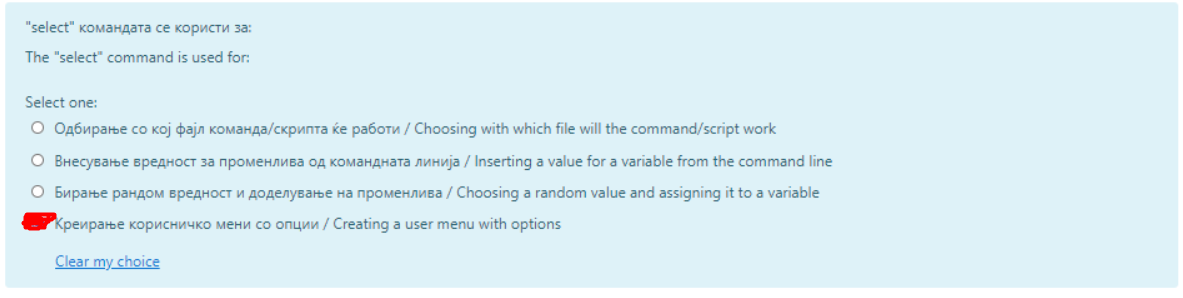 "select" командата се користи за:
The "select" command is used for:
Select one:
Одбирање со кој фајл команда/скрипта ќе работи / Choosing with which file will the command/script work
Внесување вредност за променлива од командната линија / Inserting a value for a variable from the command line
Бирање рандом вредност и доделување на променлива / Choosing a random value and assigning it to a variable
Креирање корисничко мени со опции / Creating a user menu with options
Clear my choice